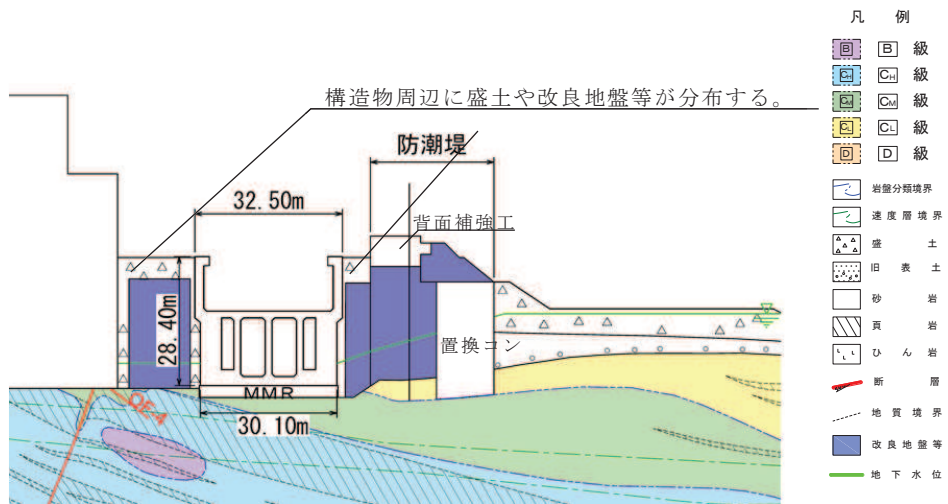 構造物周辺に盛土や改良地盤等が分布する。
防潮堤
32.50m
背面補強工
28.40m
置換コン
MMR
30.10m
凡 例
B B 級
CH CH 級
CM CM 級
CL CL 級
D D 級
岩盤分類境界
速度層境界
盛 土
旧 表 土
砂 岩
頁 岩
ひ ん 岩
断 層
地 質 境 界
改 良 地 盤 等
地 下 水 位